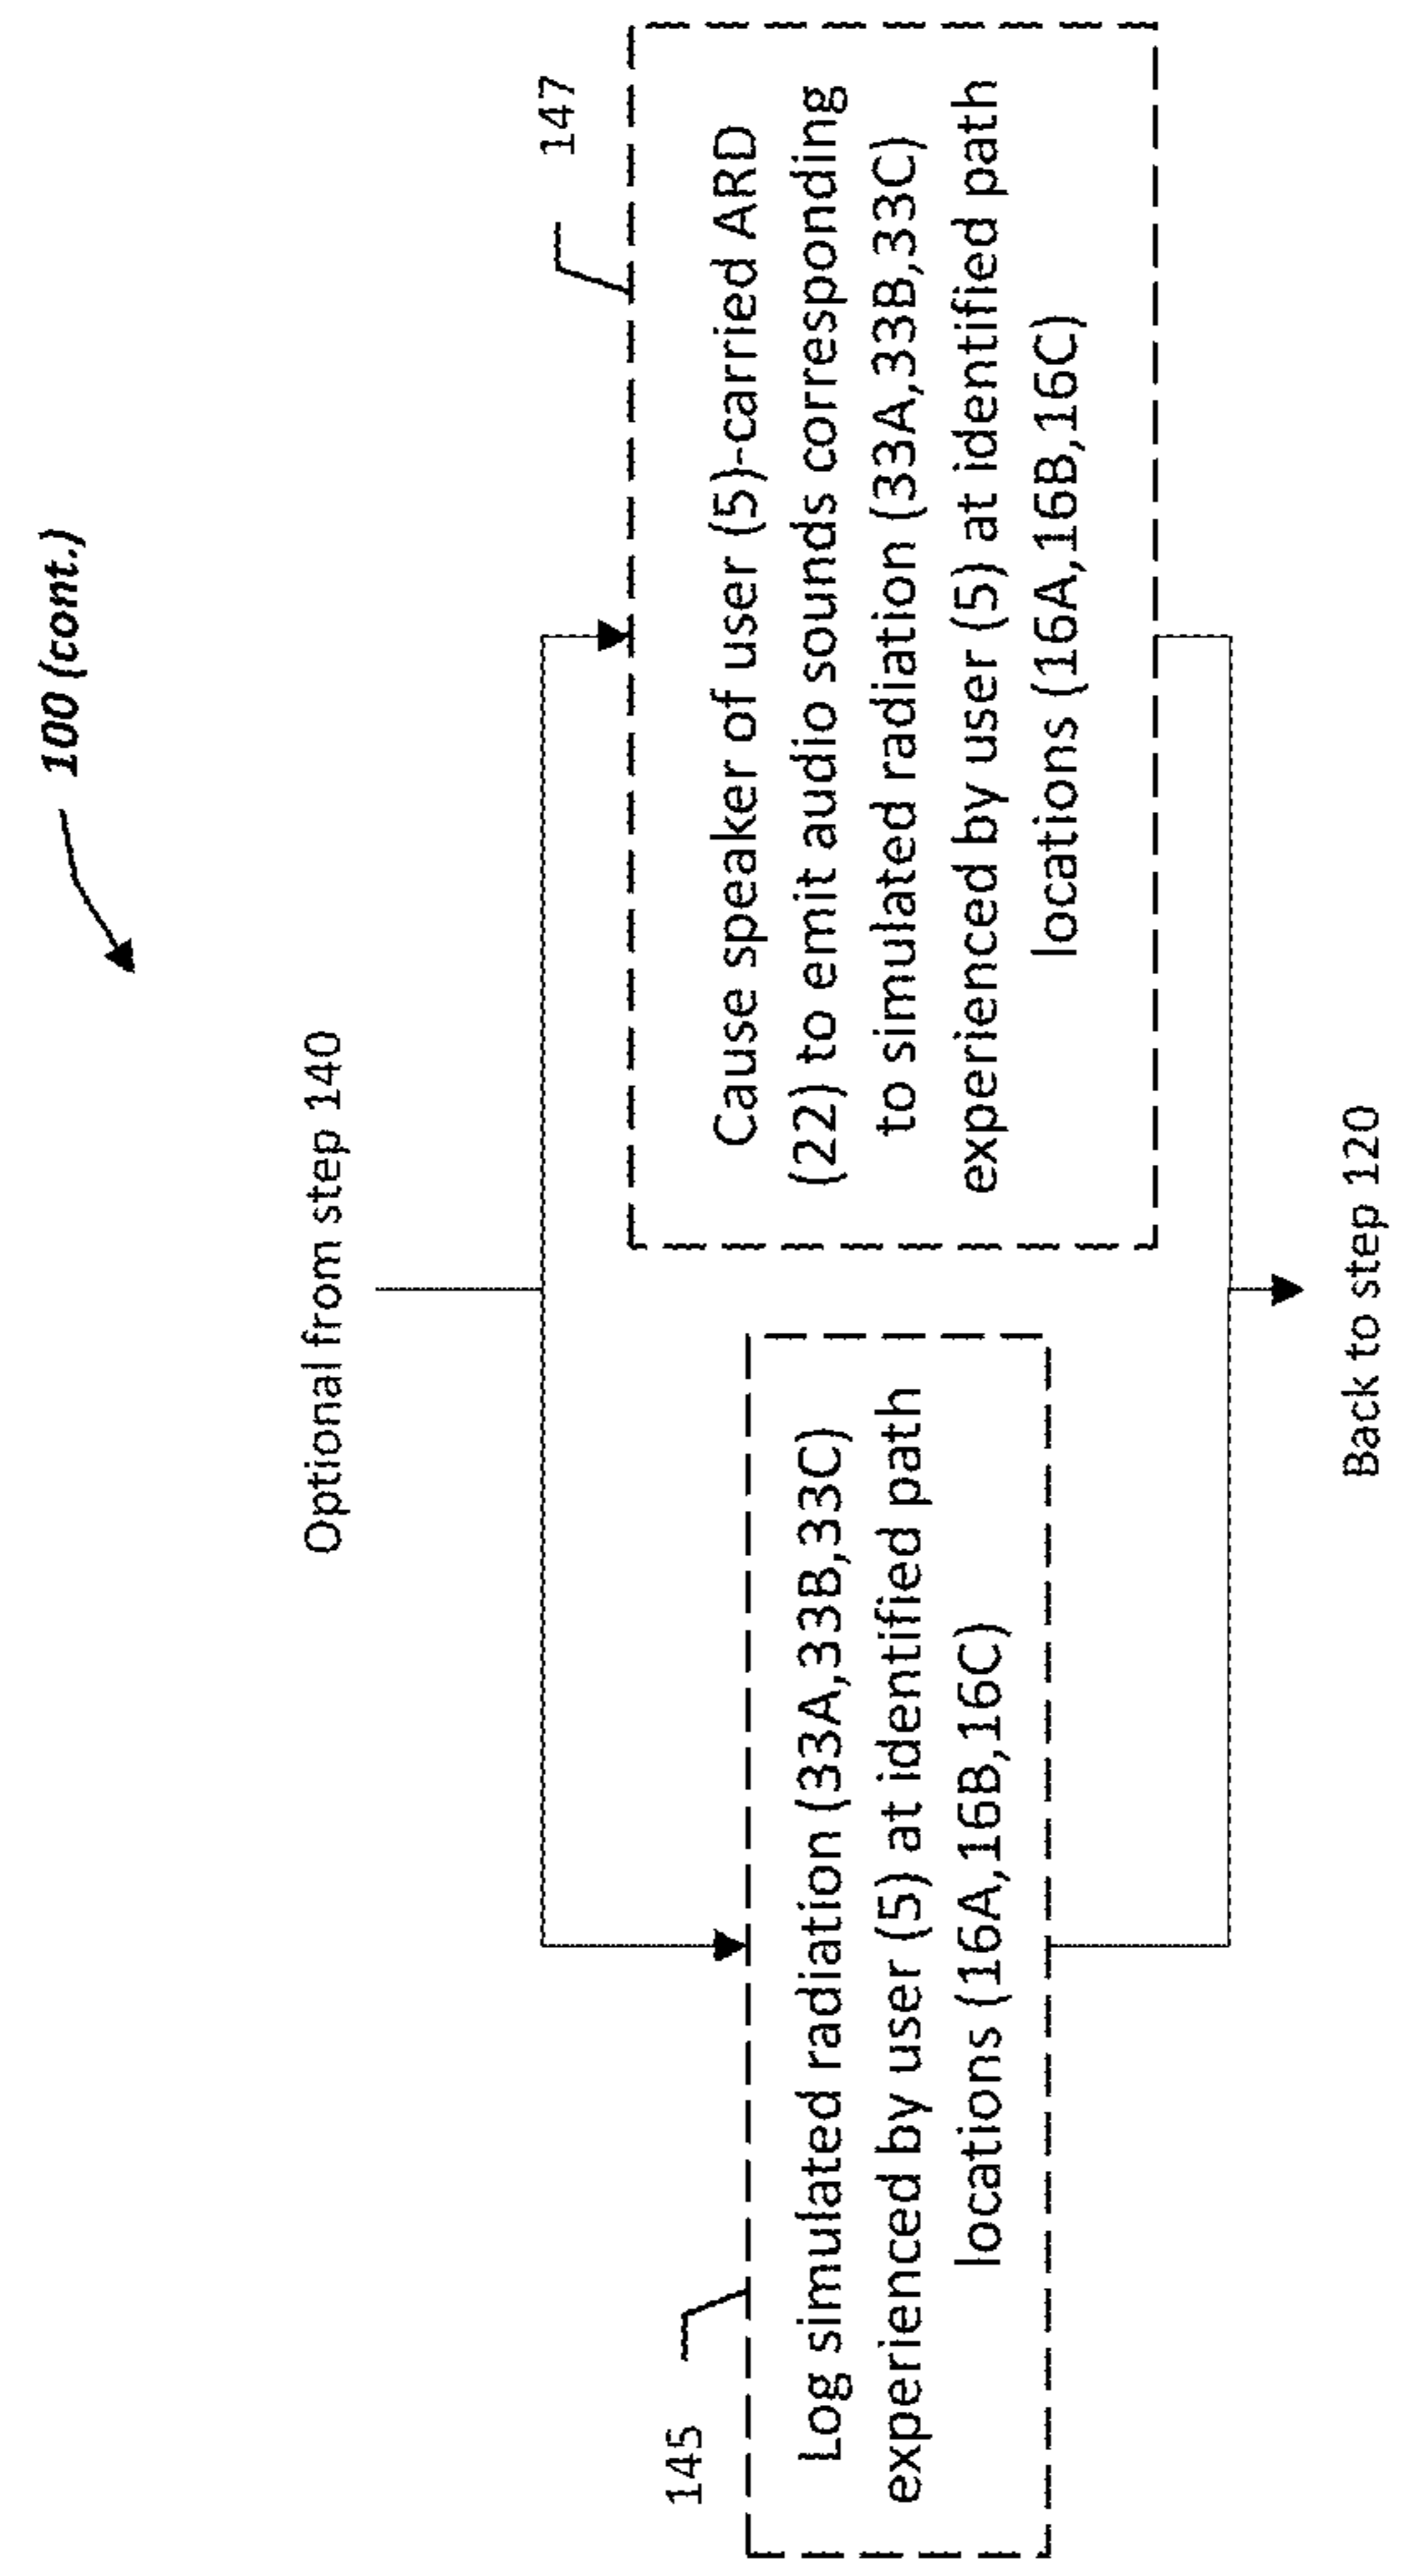 100 (cont.)
Optional from step 140
145
Log simulated radiation (33A,33B,33C)
experienced by user (5) at identified path
locations (16A,16B,16C)
147
Cause speaker of user (5)-carried ARD
(22) to emit audio sounds corresponding
to simulated radiation (33A,33B,33C)
experienced by user (5) at identified path
locations (16A,16B,16C)
Back to step 120